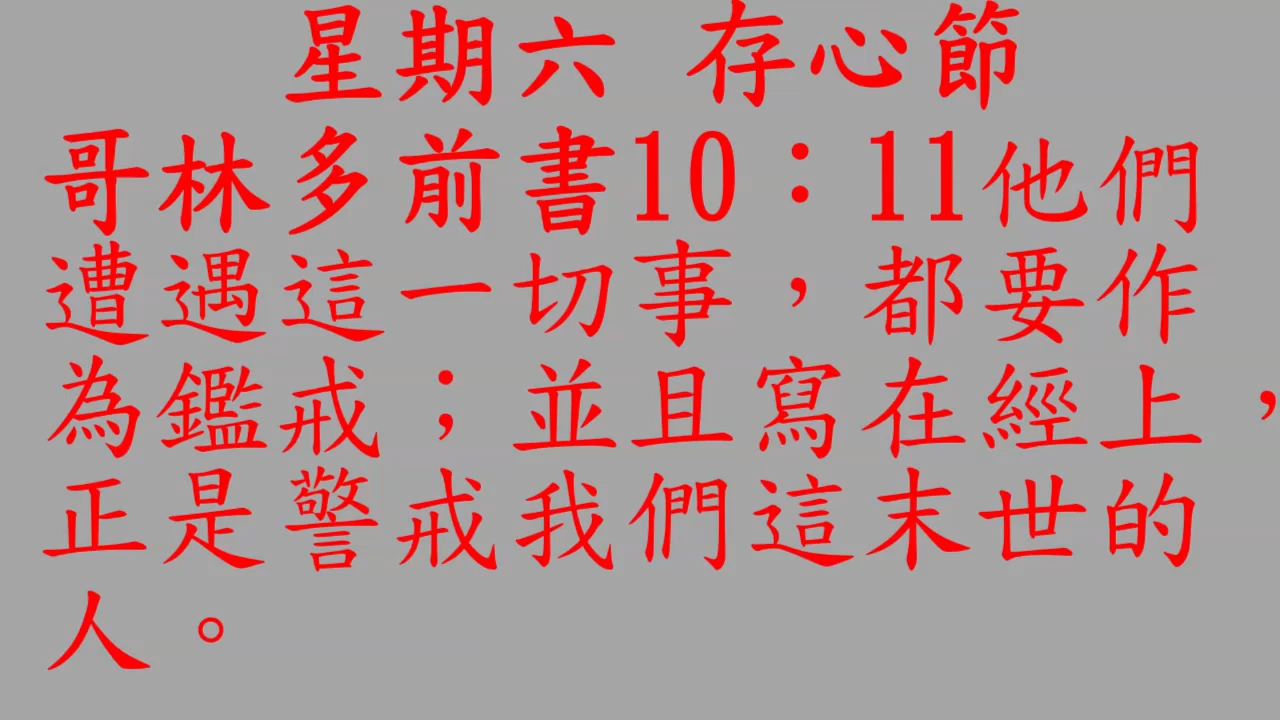 星期六 存心節
哥林多前書10：11他們
遭遇這一切事，都要作
為鑑戒；並且寫在經上，
正是警戒我們這末世的
人。